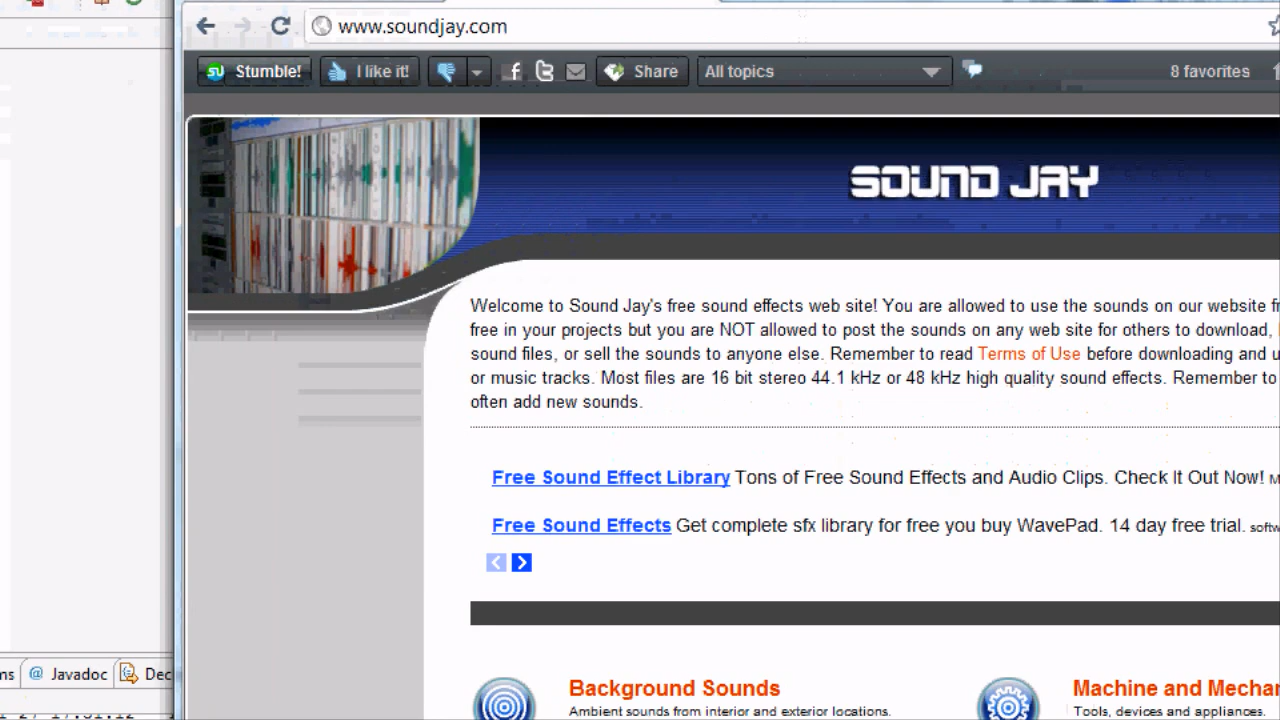 www.soundjay.com
Stumble! I like it! Share All topics 8 favorites
SOUND JAY
Welcome to Sound Jay's free sound effects web site! You are allowed to use the sounds on our website
free in your projects but you are NOT allowed to post the sounds on any web site for others to download,
sound files, or sell the sounds to anyone else. Remember to read Terms of Use before downloading and
or music tracks. Most files are 16 bit stereo 44.1 kHz or 48 kHz high quality sound effects. Remember to
often add new sounds.
Free Sound Effect Library Tons of Free Sound Effects and Audio Clips. Check It Out Now!
Free Sound Effects Get complete sfx library for free you buy WavePad. 14 day free trial.
Background Sounds Machine and
Ambient sounds from interior and exterior locations. Tools, devices and appliances.
@ Javadoc